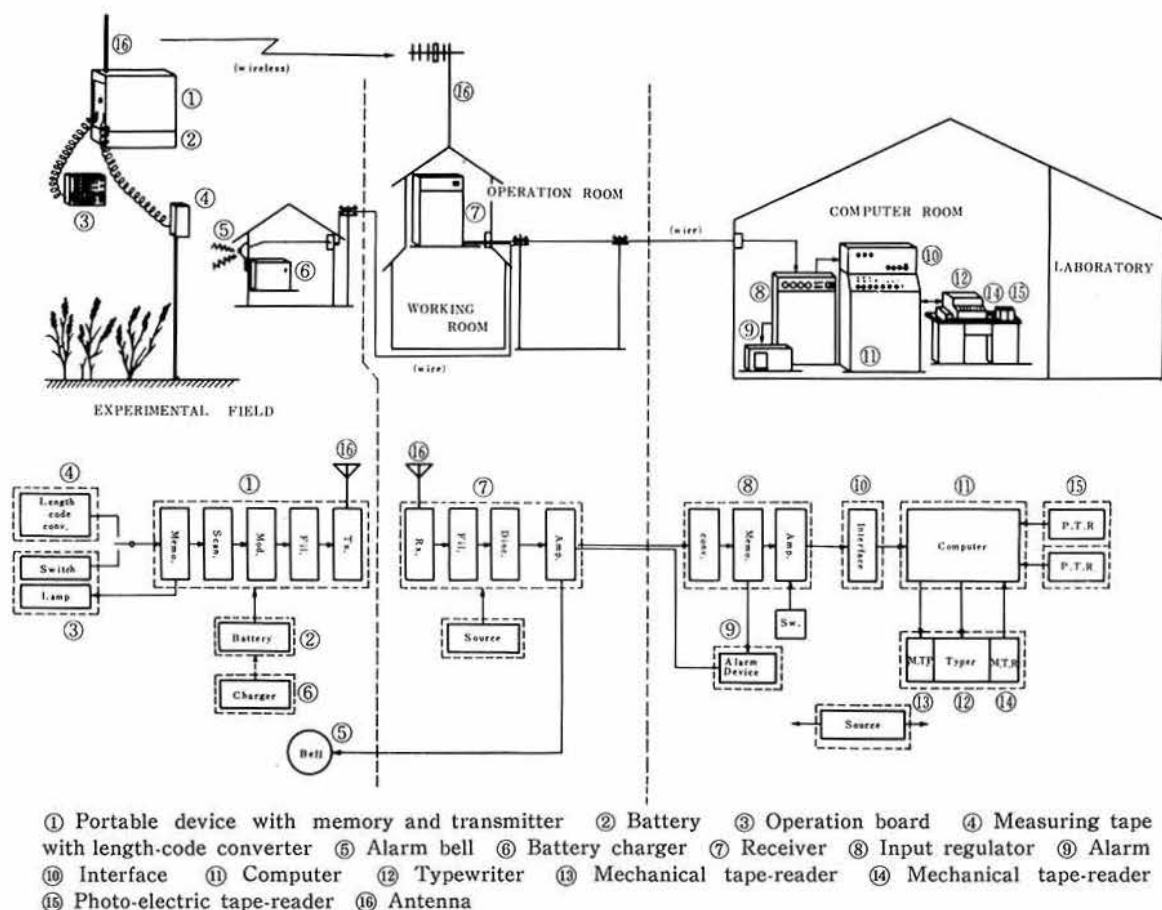 ⑯
(wireless)
⑯
①
②
③
④
⑤
⑥
⑦
OPERATION ROOM
WORKING
ROOM
(wire)
(wire)
COMPUTER ROOM
LABORATORY
⑧
⑨
⑩
⑪
⑫
⑭
⑮
EXPERIMENTAL FIELD
④
Length
code
conv.
Switch
Lamp
③
①
⑯
Memo.
Scan.
Mod.
Fil.
Tx.
Battery
②
Charger
⑥
⑤
Bell
⑯
⑦
Rx.
Fil.
Disc.
Amp.
Source
⑧
conv.
Memo.
Amp.
Sw.
⑨
Alarm
Device
⑩
Interface
⑪
Computer
⑮
P.T.R
P.T.R
M.T.P
Typer
M.T.R
⑬
⑫
⑭
Source
① Portable device with memory and transmitter ② Battery ③ Operation board ④ Measuring tape
with length-code converter ⑤ Alarm bell ⑥ Battery charger ⑦ Receiver ⑧ Input regulator ⑨ Alarm
⑩ Interface ⑪ Computer ⑫ Typewriter ⑬ Mechanical tape-reader ⑭ Mechanical tape-reader
⑮ Photo-electric tape-reader ⑯ Antenna